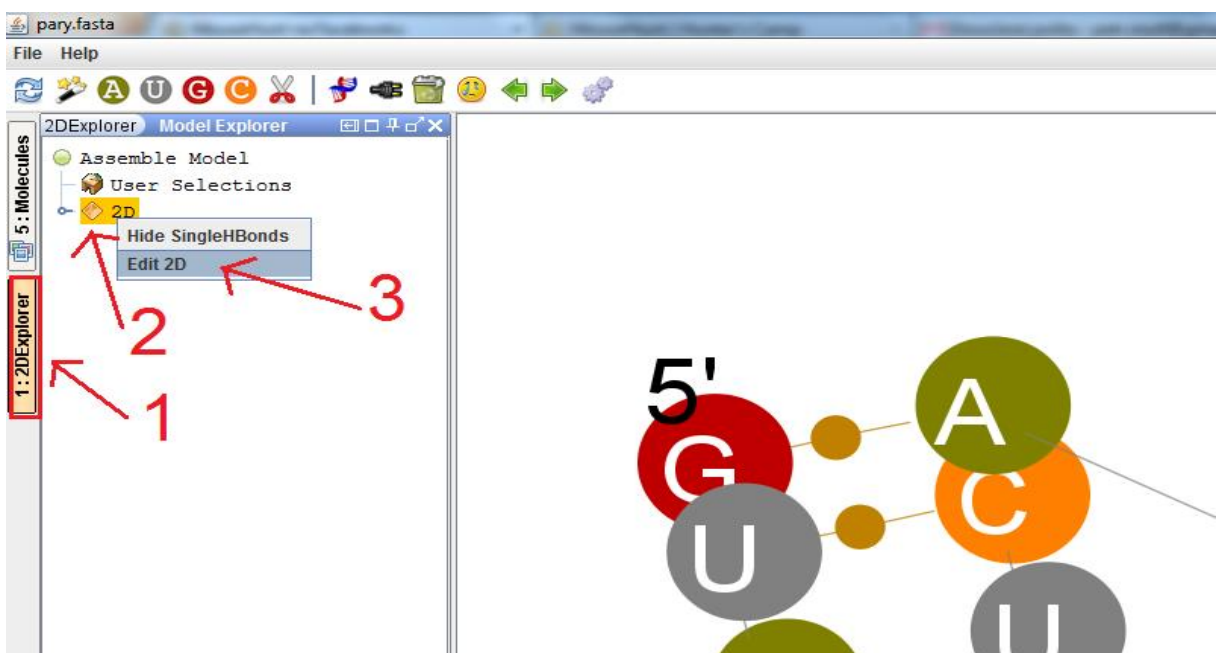 pary.fasta
File Help
A U G C
2DExplorer Model Explorer
5 : Molecules
Assemble Model
User Selections
2D
Hide SingleHBonds
Edit 2D
1 : 2DExplorer
1
2
3
5'
G
A
U
C
U